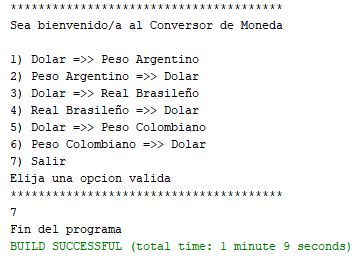 ***************************************
Sea bienvenido/a al Conversor de Moneda
1) Dolar =>> Peso Argentino
2) Peso Argentino =>> Dolar
3) Dolar =>> Real Brasileño
4) Real Brasileño =>> Dolar
5) Dolar =>> Peso Colombiano
6) Peso Colombiano =>> Dolar
7) Salir
Elija una opcion valida
***************************************
7
Fin del programa
BUILD SUCCESSFUL (total time: 1 minute 9 seconds)